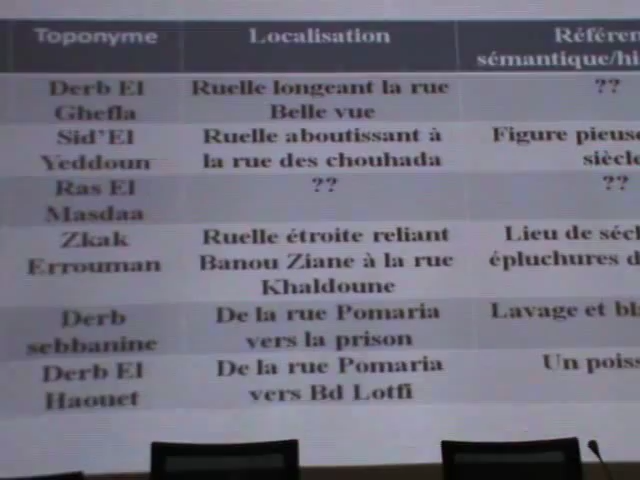 Toponyme Localisation
sémantique/hi
Derb El Ruelle longeant la rue ??
Ghefla Belle vue
Sid'El Ruelle aboutissant à Figure pieuse
Yeddoun la rue des chouhada siècle
Ras El ?? ??
Masdaa
Zkak Ruelle étroite reliant Lieu de séc
Errouman Banou Ziane à la rue épluchures d
Khaldoune
Derb De la rue Pomaria Lavage et bl
sebbanine vers la prison
Derb El De la rue Pomaria Un poiss
Haouet vers Bd Lotfi